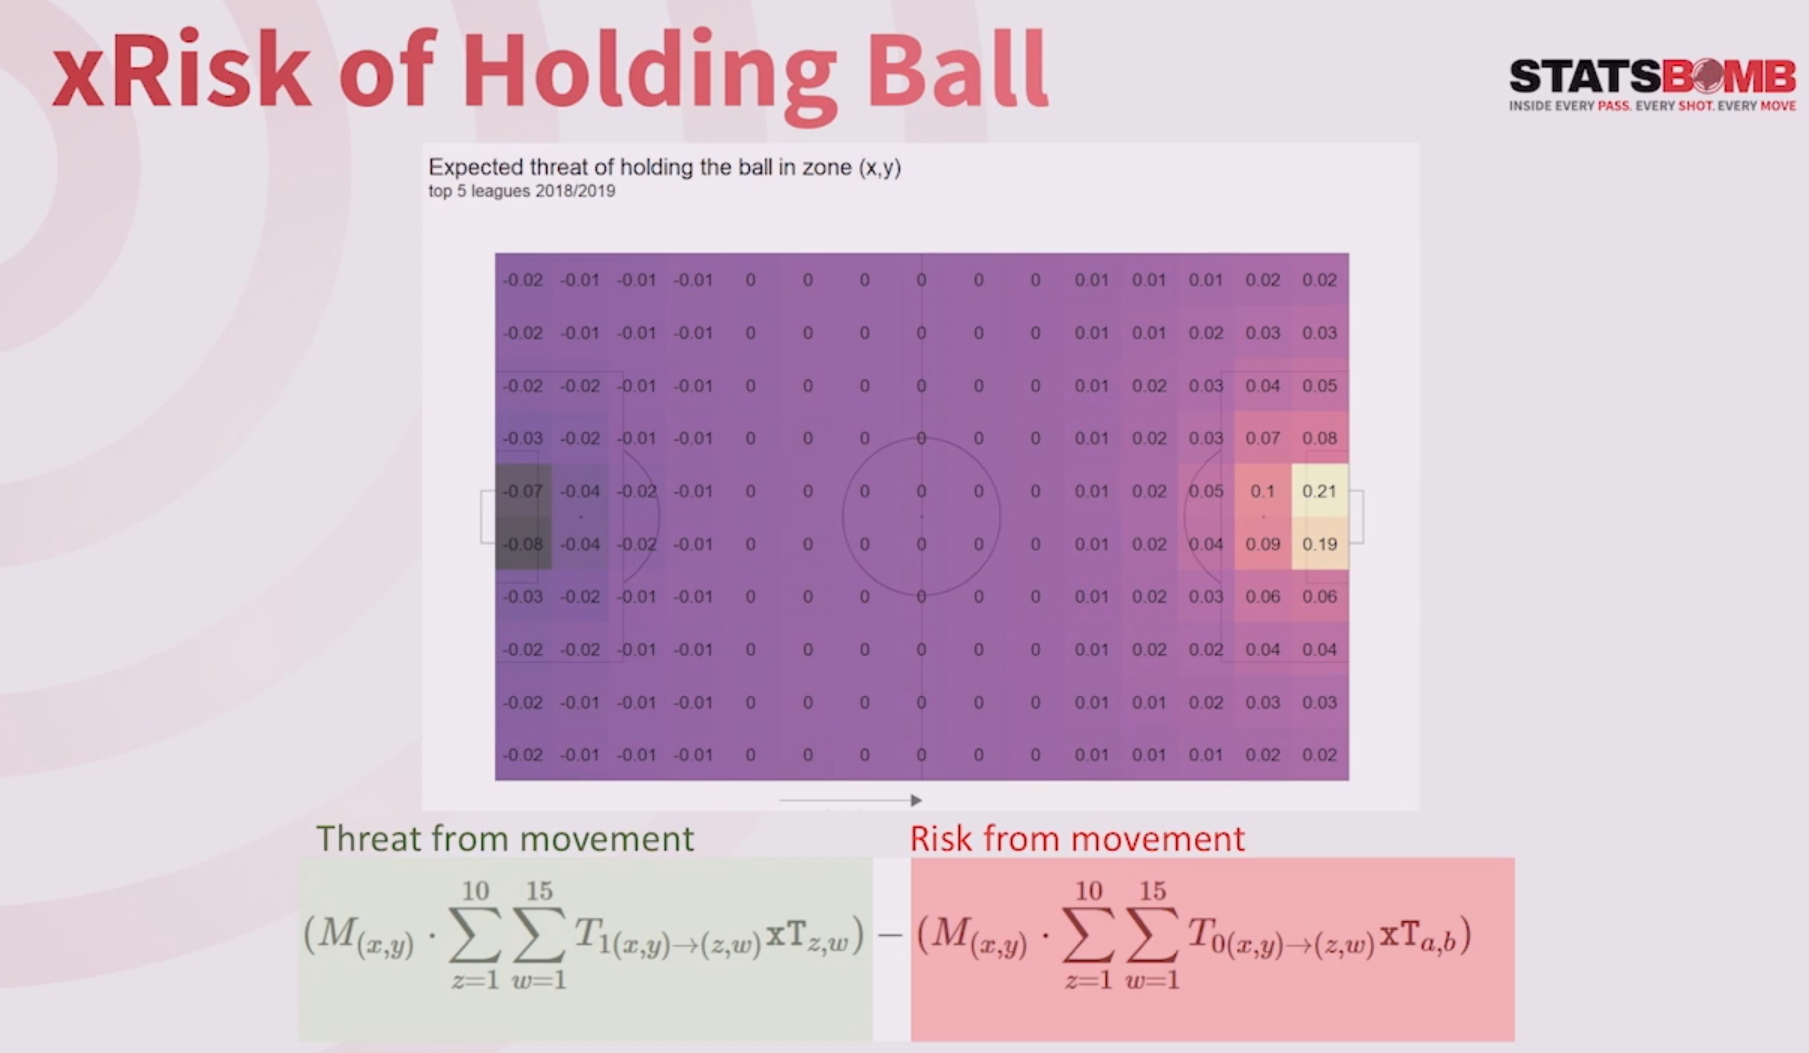 xRisk of Holding Ball
STATSBOMB
INSIDE EVERY PASS. EVERY SHOT. EVERY MOVE
Expected threat of holding the ball in zone (x,y)
top 5 leagues 2018/2019
-0.02 -0.01 -0.01 -0.01 0 0 0 0 0 0 0.01 0.01 0.01 0.02 0.02
-0.02 -0.01 -0.01 -0.01 0 0 0 0 0 0 0.01 0.01 0.02 0.03 0.03
-0.02 -0.02 -0.01 -0.01 0 0 0 0 0 0 0.01 0.02 0.03 0.04 0.05
-0.03 -0.02 -0.01 -0.01 0 0 0 0 0 0 0.01 0.02 0.03 0.07 0.08
-0.07 -0.04 -0.02 -0.01 0 0 0 0 0 0 0.01 0.02 0.05 0.1 0.21
-0.08 -0.04 -0.02 -0.01 0 0 0 0 0 0 0.01 0.02 0.04 0.09 0.19
-0.03 -0.02 -0.01 -0.01 0 0 0 0 0 0 0.01 0.02 0.03 0.06 0.06
-0.02 -0.02 -0.01 -0.01 0 0 0 0 0 0 0.01 0.02 0.02 0.04 0.04
-0.02 -0.01 -0.01 -0.01 0 0 0 0 0 0 0.01 0.01 0.02 0.03 0.03
-0.02 -0.01 -0.01 -0.01 0 0 0 0 0 0 0.01 0.01 0.01 0.02 0.02
Threat from movement
Risk from movement
(M_{(x,y)} · \sum_{z=1}^{10} \sum_{w=1}^{15} T_{1(x,y)→(z,w)} xT_{z,w}) − (M_{(x,y)} · \sum_{z=1}^{10} \sum_{w=1}^{15} T_{0(x,y)→(z,w)} xT_{a,b})